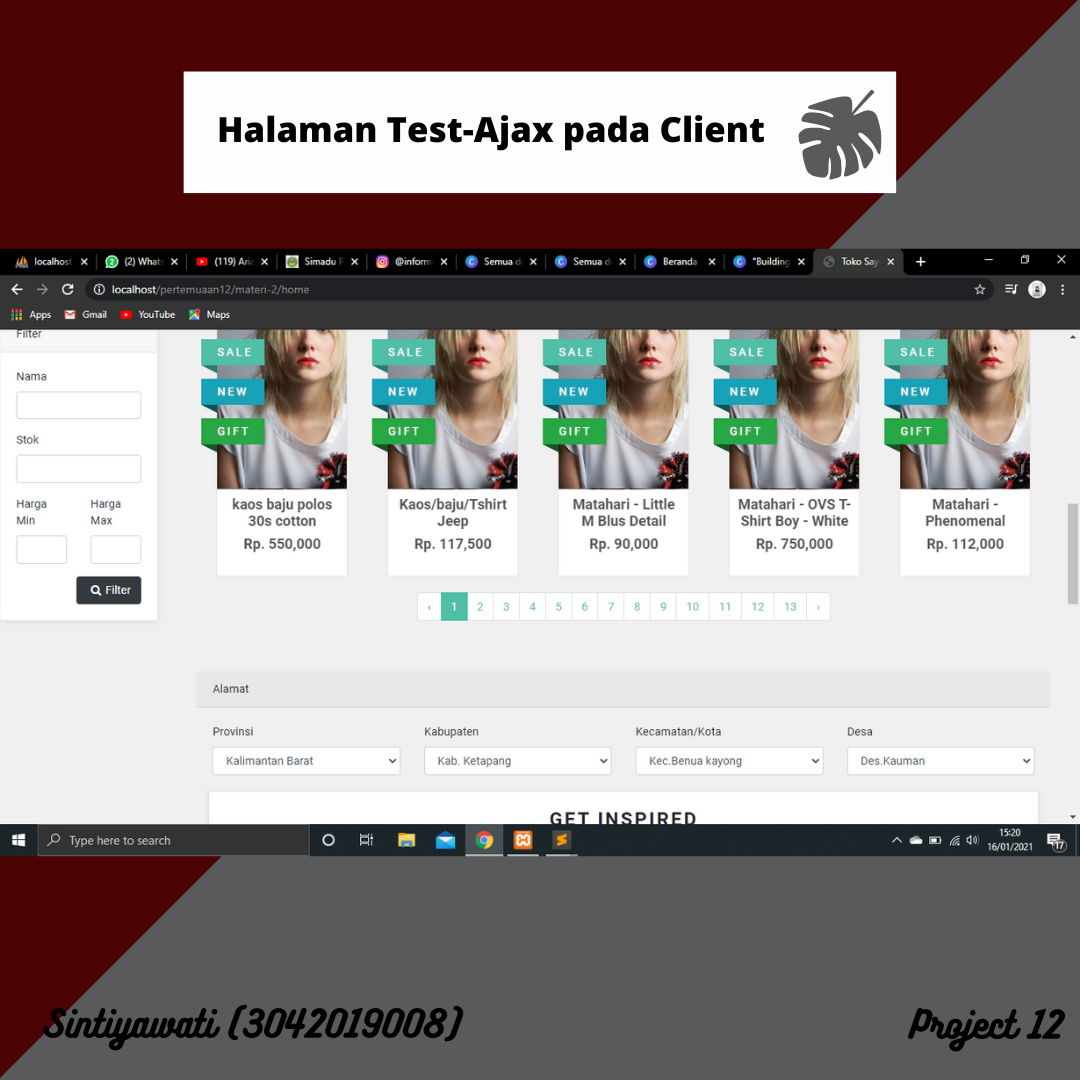 Halaman Test-Ajax pada Client
localhost
(2) What
(119) Aria
Simadu P
@inform
Semua d
Semua d
Beranda
"Building
Toko Say
localhost/pertemuaan12/materi-2/home
Apps Gmail YouTube Maps
Filter
Nama
Stok
Harga Min
Harga Max
Filter
SALE SALE SALE SALE SALE
NEW NEW NEW NEW NEW
GIFT GIFT GIFT GIFT GIFT
kaos baju polos
30s cotton
Rp. 550,000
Kaos/baju/Tshirt
Jeep
Rp. 117,500
Matahari - Little
M Blus Detail
Rp. 90,000
Matahari - OVS T-
Shirt Boy - White
Rp. 750,000
Matahari -
Phenomenal
Rp. 112,000
‹ 1 2 3 4 5 6 7 8 9 10 11 12 13 ›
Alamat
Provinsi Kabupaten Kecamatan/Kota Desa
Kalimantan Barat Kab. Ketapang Kec.Benua kayong Des.Kauman
GET INSPIRED
Type here to search
15:20
16/01/2021
17
Sintiyawati (3042019008)
Project 12